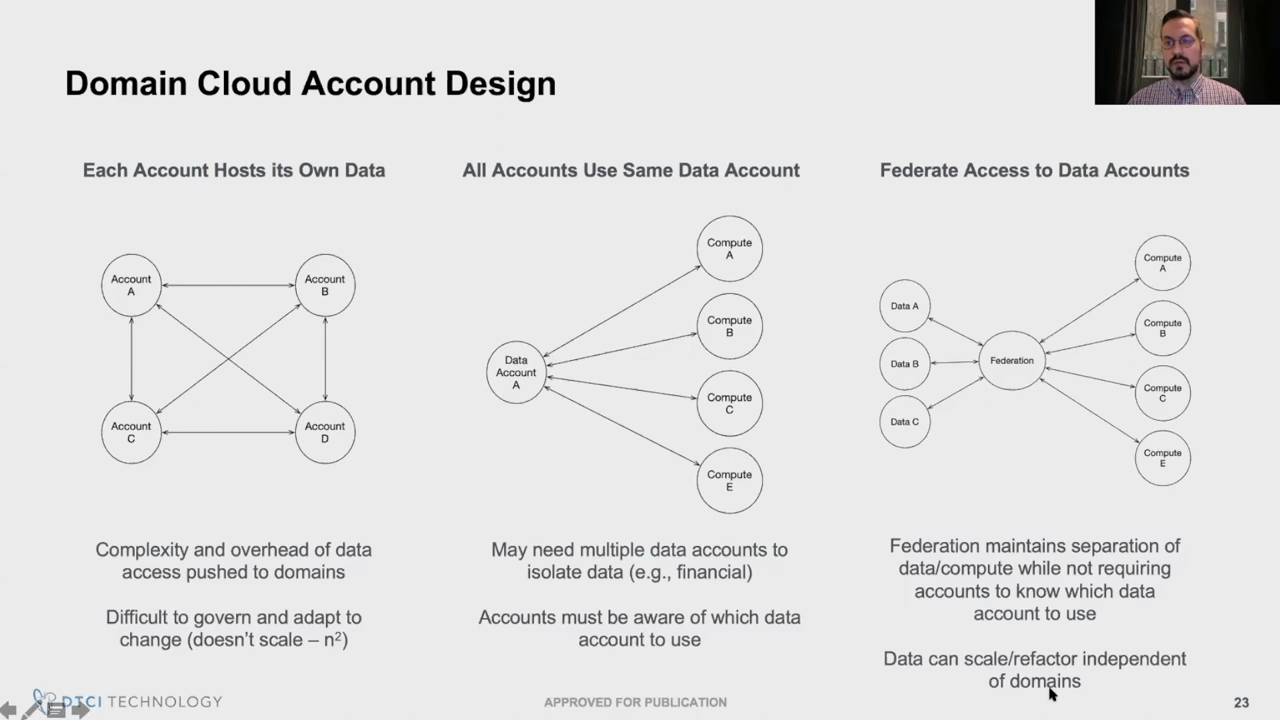 Domain Cloud Account Design
Each Account Hosts its Own Data
Account
A
Account
B
Account
C
Account
D
Complexity and overhead of data
access pushed to domains
Difficult to govern and adapt to
change (doesn't scale – n²)
All Accounts Use Same Data Account
Data
Account
A
Compute
A
Compute
B
Compute
C
Compute
E
May need multiple data accounts to
isolate data (e.g., financial)
Accounts must be aware of which data
account to use
Federate Access to Data Accounts
Data A
Data B
Data C
Federation
Compute
A
Compute
B
Compute
C
Compute
E
Federation maintains separation of
data/compute while not requiring
accounts to know which data
account to use
Data can scale/refactor independent
of domains
DTCI TECHNOLOGY
APPROVED FOR PUBLICATION
23